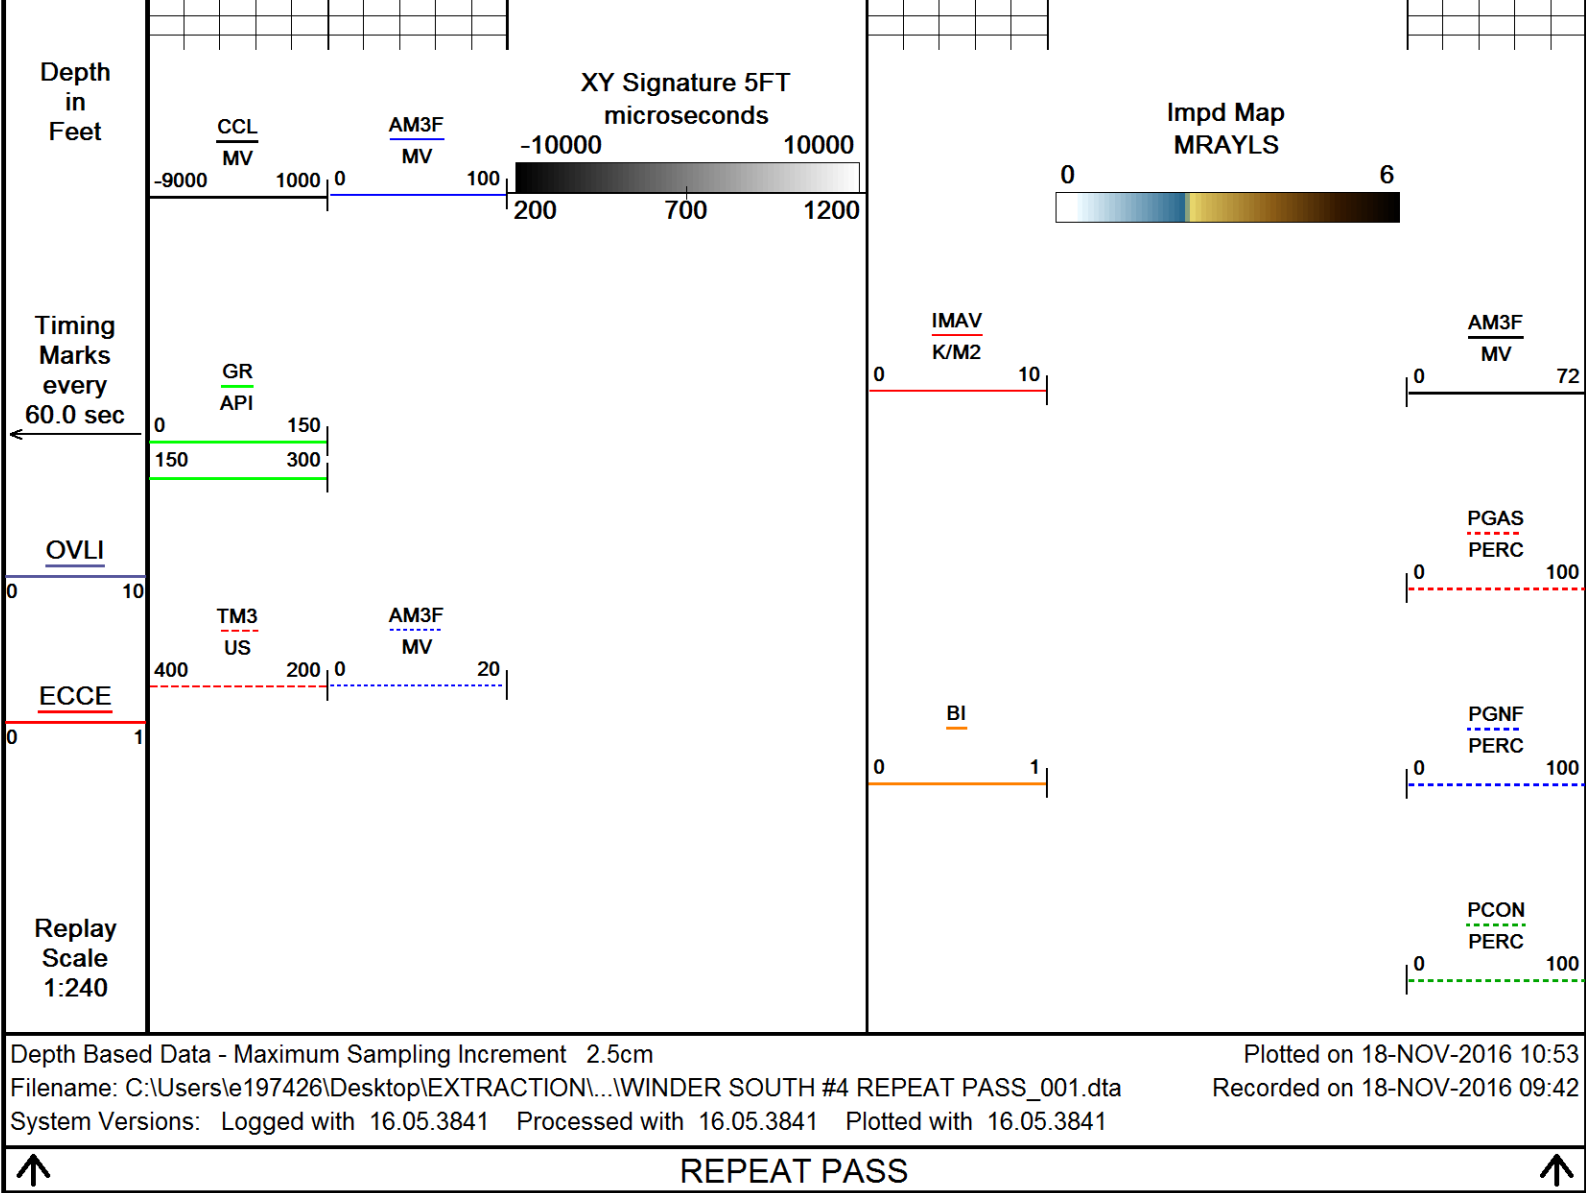 Depth
in
Feet
CCL
MV
-9000 1000
AM3F
MV
0 100
XY Signature 5FT
microseconds
-10000 10000
200 700 1200
Impd Map
MRAYLS
0 6
Timing
Marks
every
60.0 sec
GR
API
0 150
150 300
IMAV
K/M2
0 10
AM3F
MV
0 72
OVLI
0 10
PGAS
PERC
0 100
TM3
US
400 200
AM3F
MV
0 20
ECCE
0 1
BI
0 1
PGNF
PERC
0 100
PCON
PERC
0 100
Replay
Scale
1:240
Depth Based Data - Maximum Sampling Increment 2.5cm
Plotted on 18-NOV-2016 10:53
Filename: C:\Users\e197426\Desktop\EXTRACTION\...\WINDER SOUTH #4 REPEAT PASS_001.dta
Recorded on 18-NOV-2016 09:42
System Versions: Logged with 16.05.3841 Processed with 16.05.3841 Plotted with 16.05.3841
REPEAT PASS